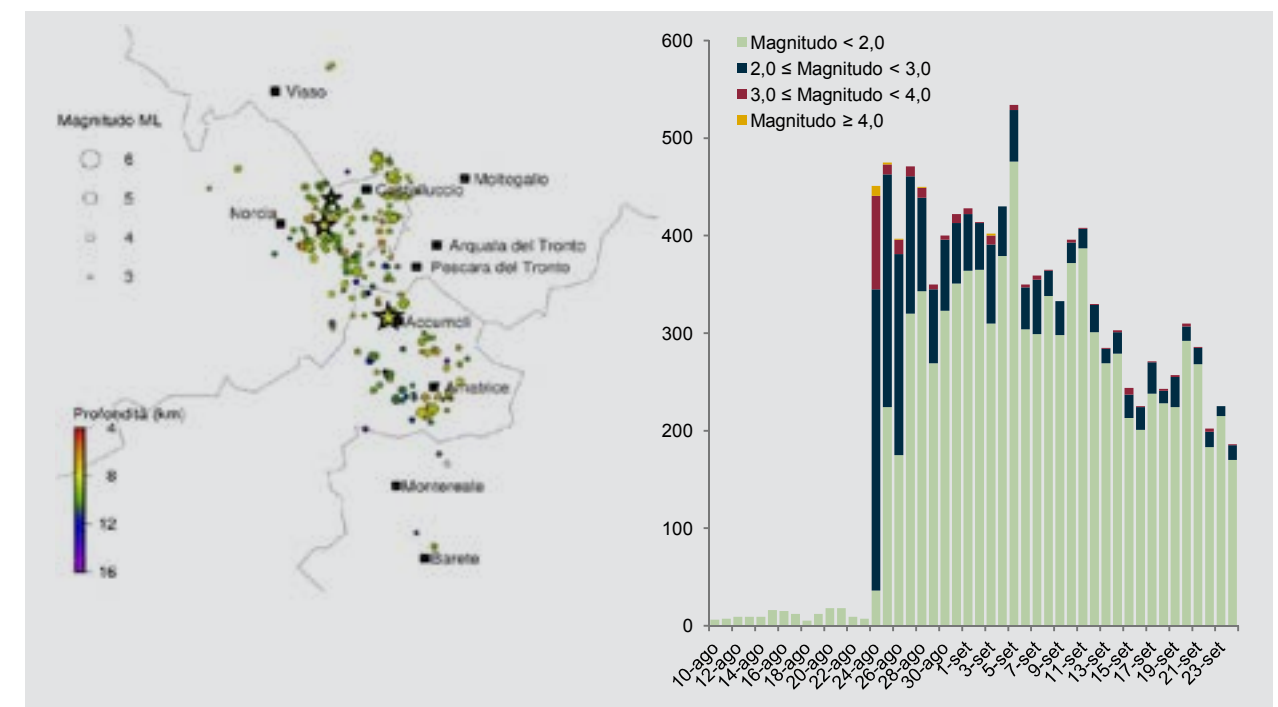 Visso
Magnitudo ML
6
5
4
3
Castelluccio
Moltegallo
Norcia
Arquata del Tronto
Pescara del Tronto
Accumoli
Amatrice
Profondità (km)
4
8
12
16
Montereale
Barete
600
500
400
300
200
100
0
Magnitudo < 2,0
2,0 ≤ Magnitudo < 3,0
3,0 ≤ Magnitudo < 4,0
Magnitudo ≥ 4,0
10-ago
12-ago
14-ago
16-ago
18-ago
20-ago
22-ago
24-ago
26-ago
28-ago
30-ago
1-set
3-set
5-set
7-set
9-set
11-set
13-set
15-set
17-set
19-set
21-set
23-set